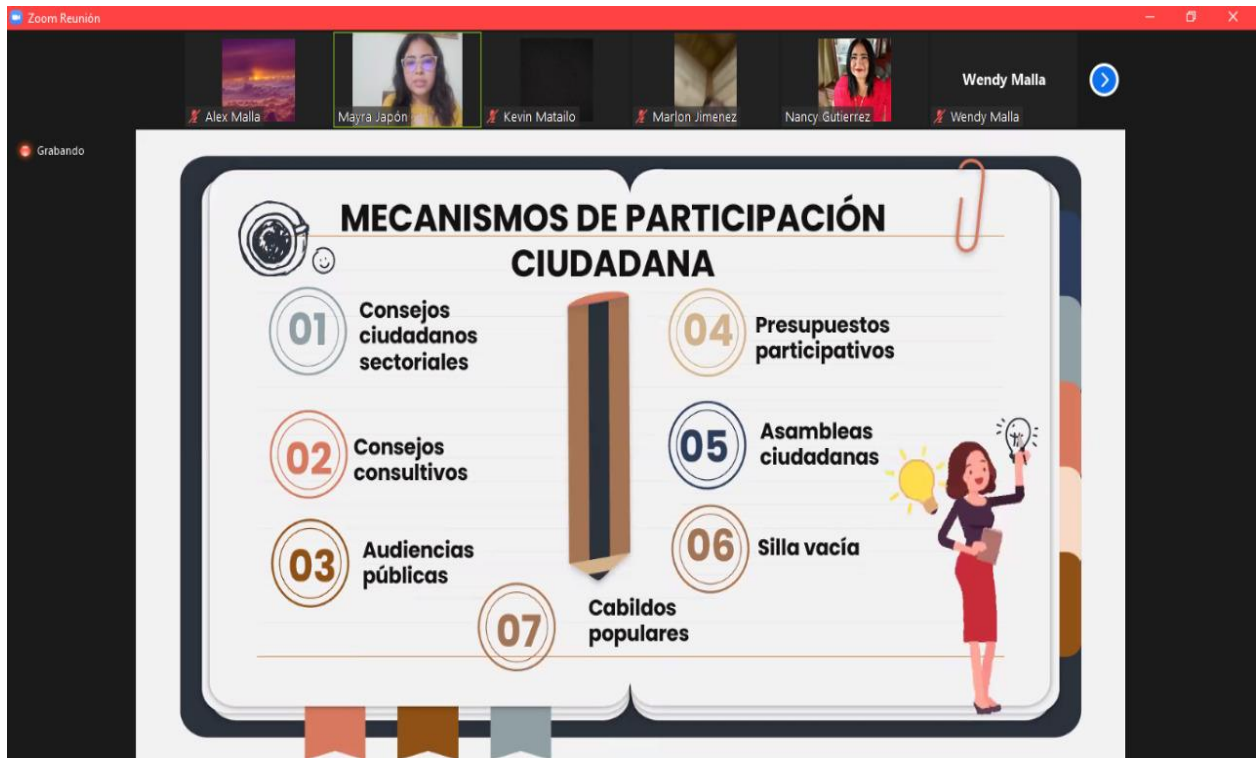 Zoom Reunión
Wendy Malla
Alex Malla
Mayra Japón
Kevin Matailo
Marlon Jimenez
Nancy Gutierrez
Wendy Malla
Grabando
MECANISMOS DE PARTICIPACIÓN
CIUDADANA
01
Consejos
ciudadanos
sectoriales
02
Consejos
consultivos
03
Audiencias
públicas
04
Presupuestos
participativos
05
Asambleas
ciudadanas
06
Silla vacía
07
Cabildos
populares